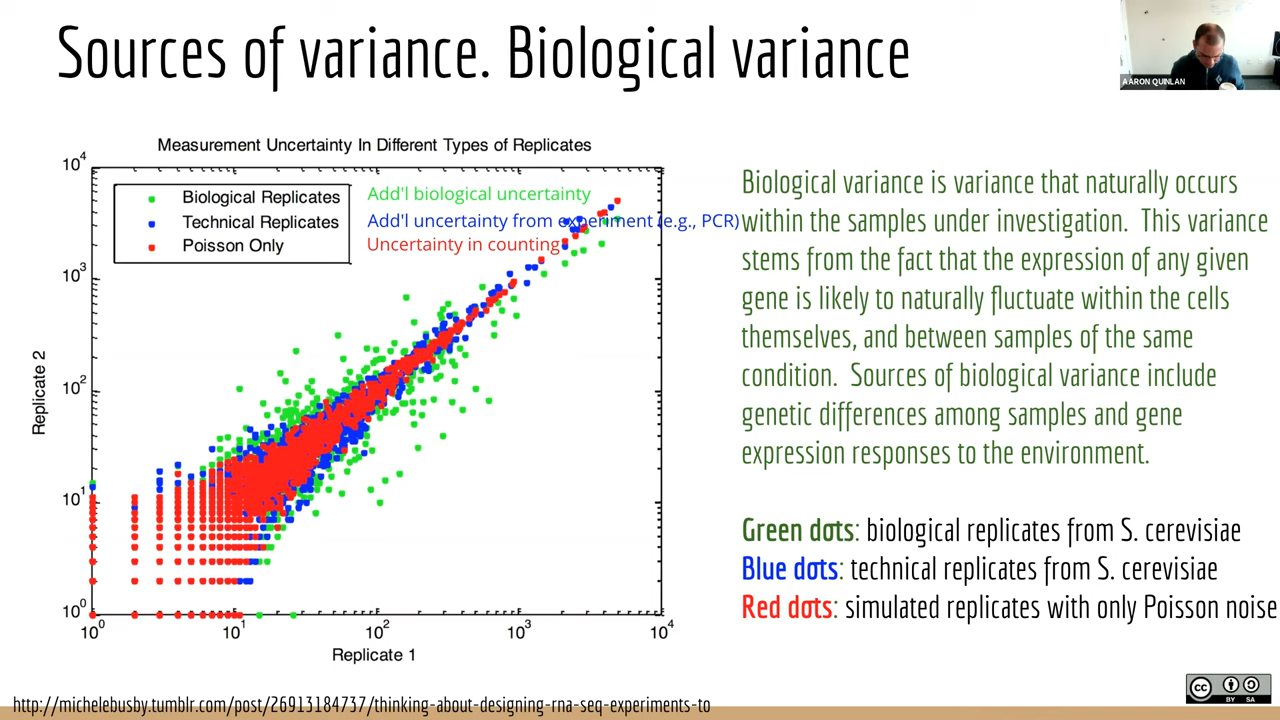 Sources of variance. Biological variance
AARON QUINLAN
Measurement Uncertainty In Different Types of Replicates
10^4
10^3
10^2
10^1
10^0
Replicate 2
Biological Replicates
Technical Replicates
Poisson Only
Add'l biological uncertainty
Add'l uncertainty from experiment (e.g., PCR)
Uncertainty in counting
10^0 10^1 10^2 10^3 10^4
Replicate 1
Biological variance is variance that naturally occurs
within the samples under investigation. This variance
stems from the fact that the expression of any given
gene is likely to naturally fluctuate within the cells
themselves, and between samples of the same
condition. Sources of biological variance include
genetic differences among samples and gene
expression responses to the environment.
Green dots: biological replicates from S. cerevisiae
Blue dots: technical replicates from S. cerevisiae
Red dots: simulated replicates with only Poisson noise
http://michelebusby.tumblr.com/post/26913184737/thinking-about-designing-rna-seq-experiments-to
cc
BY SA